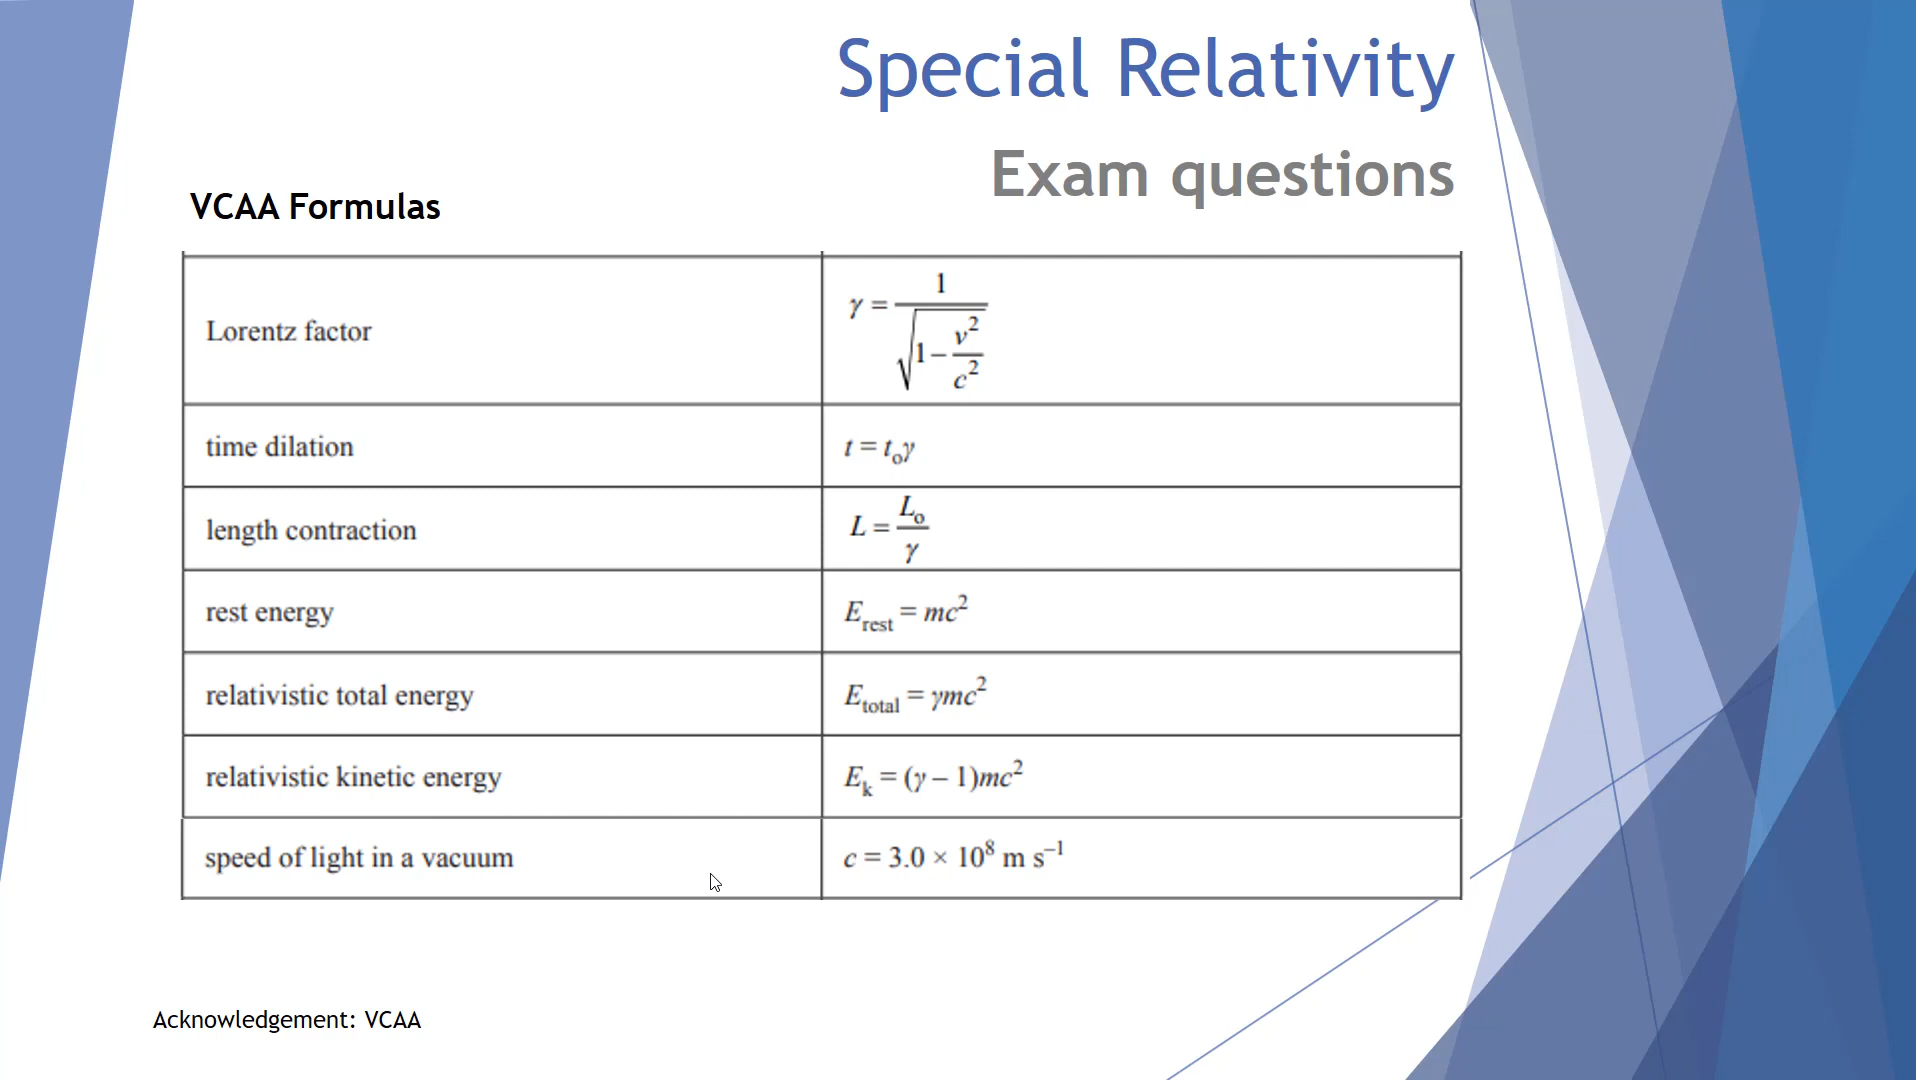 Special Relativity
Exam questions
VCAA Formulas
Lorentz factor γ = 1/√(1 – v²/c²)
time dilation t = tₒγ
length contraction L = Lₒ/γ
rest energy E_rest = mc²
relativistic total energy E_total = γmc²
relativistic kinetic energy E_k = (γ – 1)mc²
speed of light in a vacuum c = 3.0 × 10⁸ m s⁻¹
Acknowledgement: VCAA